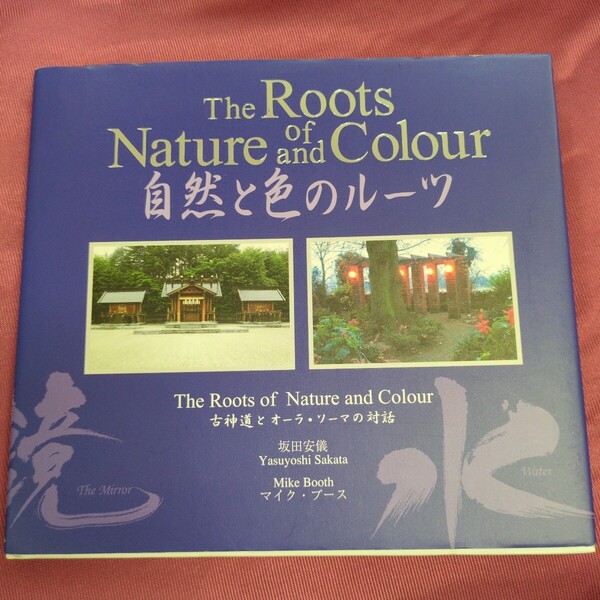 The Roots
of
Nature and Colour
自然と色のルーツ
The Roots of Nature and Colour
古神道とオーラ・ソーマの対話
坂田安儀
Yasuyoshi Sakata
Mike Booth
マイク・ブース
鏡
The Mirror
水
Water